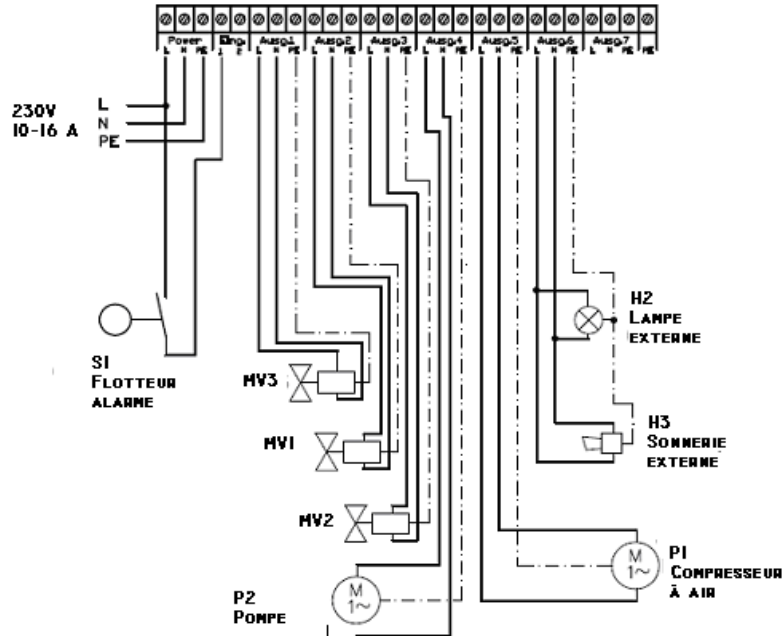 Power Eing. Ausg.1 Ausg.2 Ausg.3 Ausg.4 Ausg.5 Ausg.6 Ausg.7
L N PE 1 2 L N PE L N PE L N PE L N PE L N PE L N PE L N PE PE
230V
10-16 A
L
N
PE
S1
FLOTTEUR
ALARME
MV3
MV1
MV2
P2
POMPE
M
1~
H2
LAMPE
EXTERNE
H3
SONNERIE
EXTERNE
M
1~
P1
COMPRESSEUR
À AIR